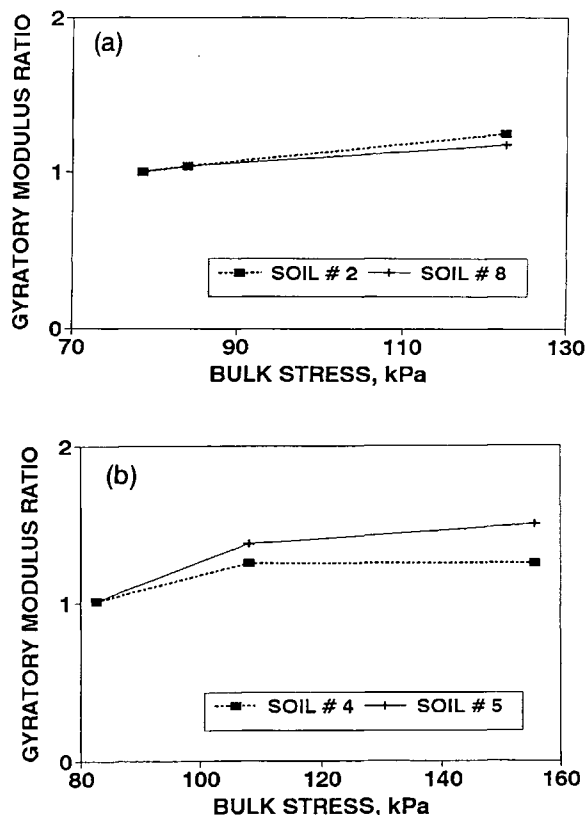 (a)
GYRATORY MODULUS RATIO
2
1
0
SOIL # 2 SOIL # 8
70 90 110 130
BULK STRESS, kPa
(b)
GYRATORY MODULUS RATIO
2
1
0
SOIL # 4 SOIL # 5
80 100 120 140 160
BULK STRESS, kPa